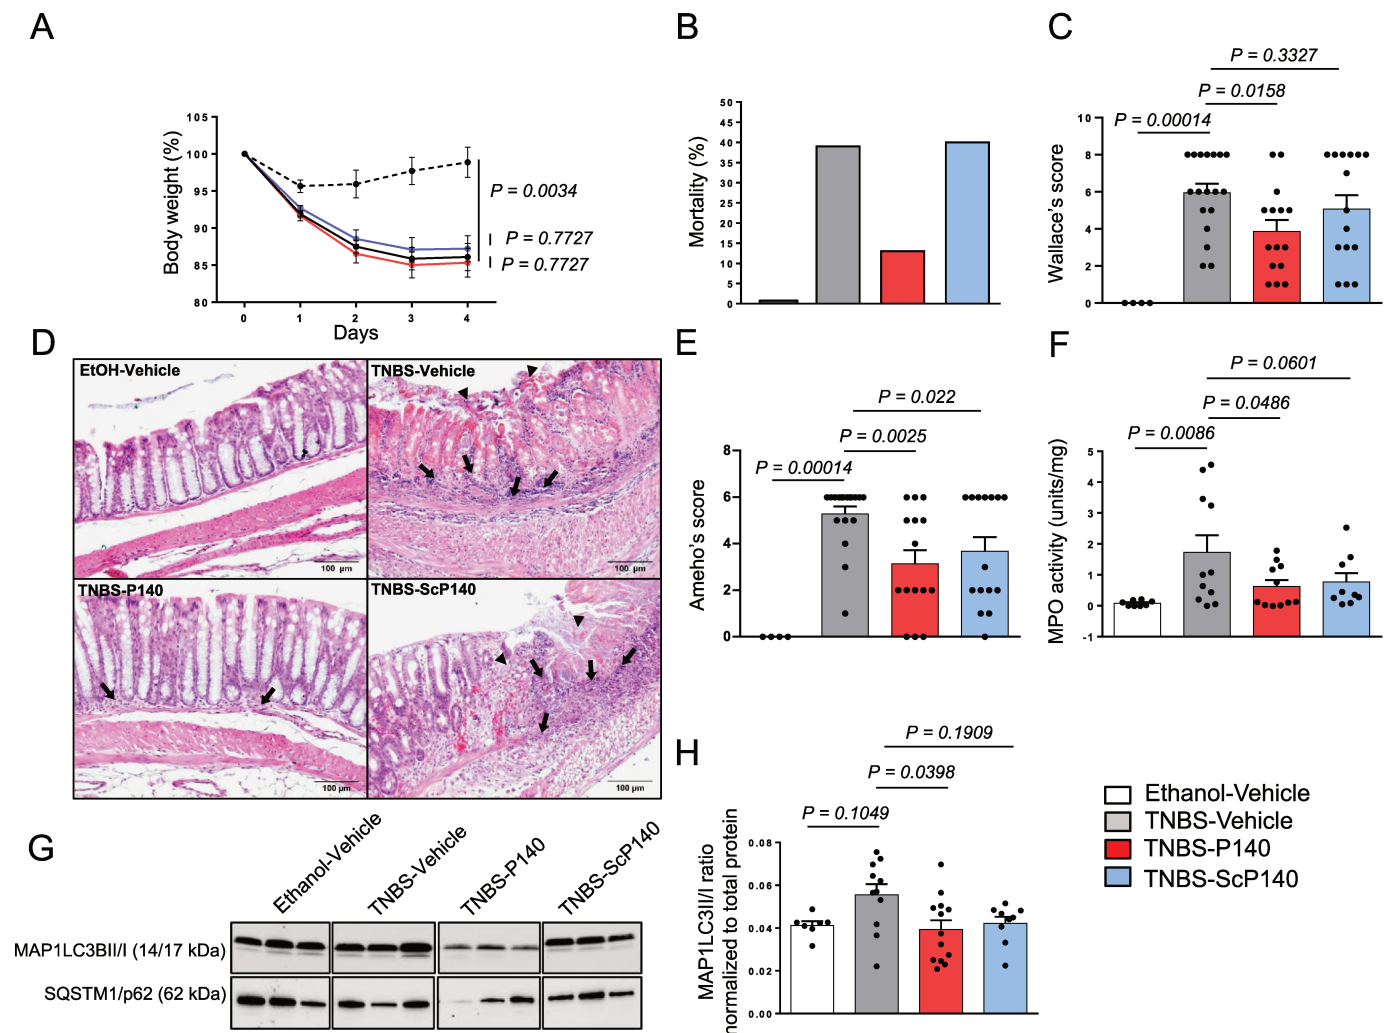 A
105
100
95
90
85
80
Body weight (%)
0 1 2 3 4
Days
P = 0.0034
P = 0.7727
P = 0.7727
B
50
45
40
35
30
25
20
15
10
5
0
Mortality (%)
C
P = 0.3327
P = 0.0158
P = 0.00014
10
8
6
4
2
0
Wallace's score
D
EtOH-Vehicle
100 µm
TNBS-Vehicle
100 µm
TNBS-P140
100 µm
TNBS-ScP140
100 µm
E
P = 0.022
P = 0.0025
P = 0.00014
8
6
4
2
0
Ameho's score
F
P = 0.0601
P = 0.0486
P = 0.0086
5
4
3
2
1
0
-1
MPO activity (units/mg)
G
Ethanol-Vehicle
TNBS-Vehicle
TNBS-P140
TNBS-ScP140
MAP1LC3BII/I (14/17 kDa)
SQSTM1/p62 (62 kDa)
H
P = 0.1909
P = 0.0398
P = 0.1049
0.08
0.06
0.04
0.02
0.00
MAP1LC3II/I ratio
normalized to total protein
Ethanol-Vehicle
TNBS-Vehicle
TNBS-P140
TNBS-ScP140